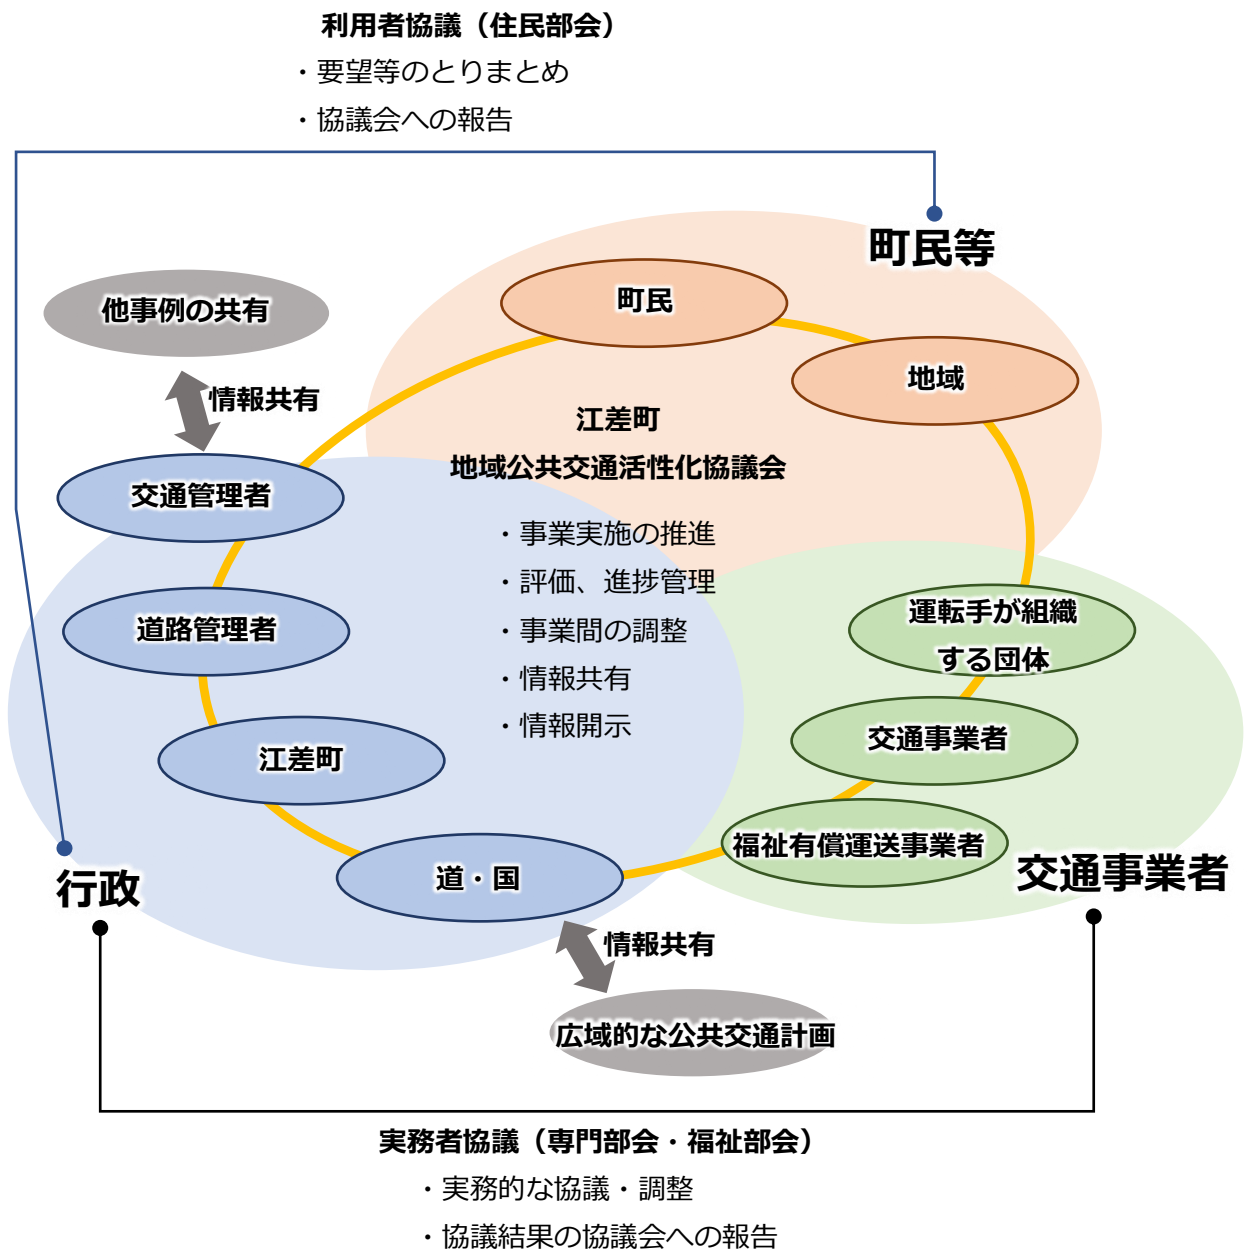 利用者協議（住民部会）
・要望等のとりまとめ
・協議会への報告
町民等
町民
他事例の共有
地域
情報共有
江差町
地域公共交通活性化協議会
交通管理者
・事業実施の推進
・評価、進捗管理
・事業間の調整
・情報共有
・情報開示
運転手が組織
する団体
道路管理者
交通事業者
江差町
福祉有償運送事業者
道・国
交通事業者
行政
情報共有
広域的な公共交通計画
実務者協議（専門部会・福祉部会）
・実務的な協議・調整
・協議結果の協議会への報告